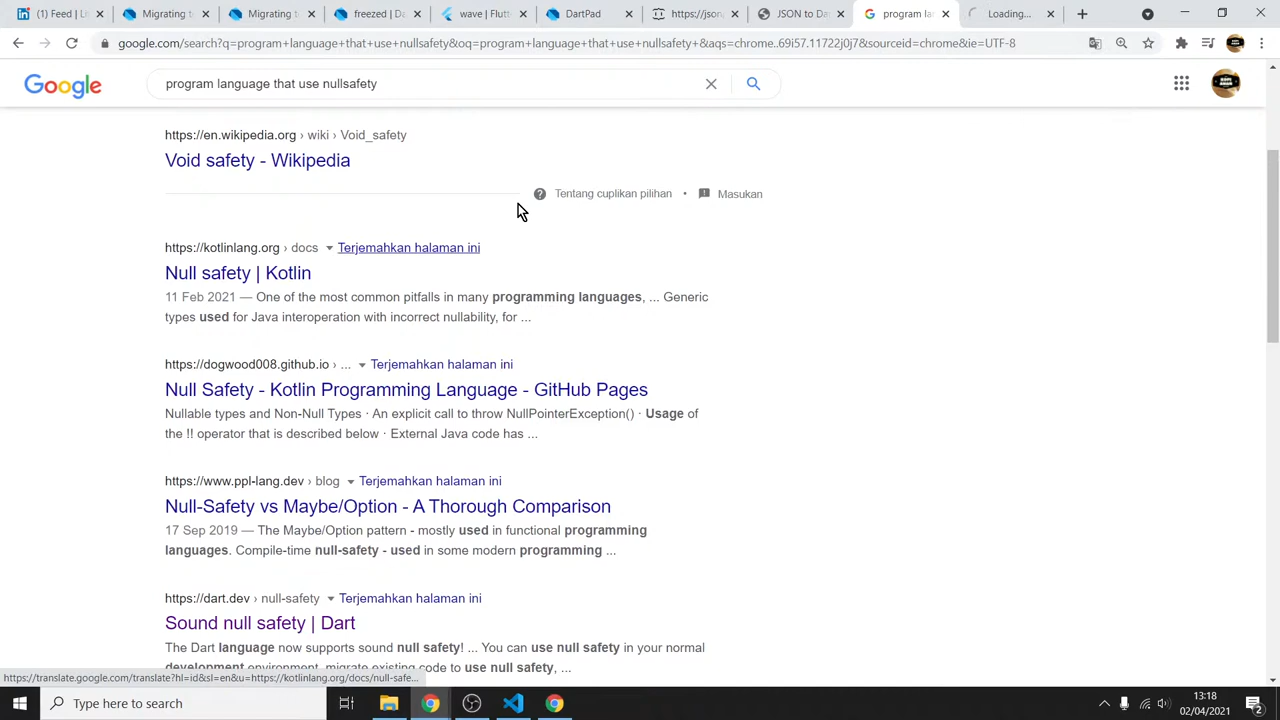 (1) Feed | L
Migrating t
Migrating t
freezed | Da
wave | Flutt
DartPad
https://jso
JSON to Da
program lan
Loading...
google.com/search?q=program+language+that+use+nullsafety&oq=program+language+that+use+nullsafety+&aqs=chrome..69i57.11722j0j7&sourceid=chrome&ie=UTF-8
Google
program language that use nullsafety
https://en.wikipedia.org › wiki › Void_safety
Void safety - Wikipedia
Tentang cuplikan pilihan • Masukan
https://kotlinlang.org › docs Terjemahkan halaman ini
Null safety | Kotlin
11 Feb 2021 — One of the most common pitfalls in many programming languages, ... Generic
types used for Java interoperation with incorrect nullability, for ...
https://dogwood008.github.io › ... Terjemahkan halaman ini
Null Safety - Kotlin Programming Language - GitHub Pages
Nullable types and Non-Null Types · An explicit call to throw NullPointerException() · Usage of
the !! operator that is described below · External Java code has ...
https://www.ppl-lang.dev › blog Terjemahkan halaman ini
Null-Safety vs Maybe/Option - A Thorough Comparison
17 Sep 2019 — The Maybe/Option pattern - mostly used in functional programming
languages. Compile-time null-safety - used in some modern programming ...
https://dart.dev › null-safety Terjemahkan halaman ini
Sound null safety | Dart
The Dart language now supports sound null safety! ... You can use null safety in your normal
development environment, migrate existing code to use null safety, ...
https://translate.google.com/translate?hl=id&sl=en&u=https://kotlinlang.org/docs/null-safe...
Type here to search
13:18
02/04/2021
2